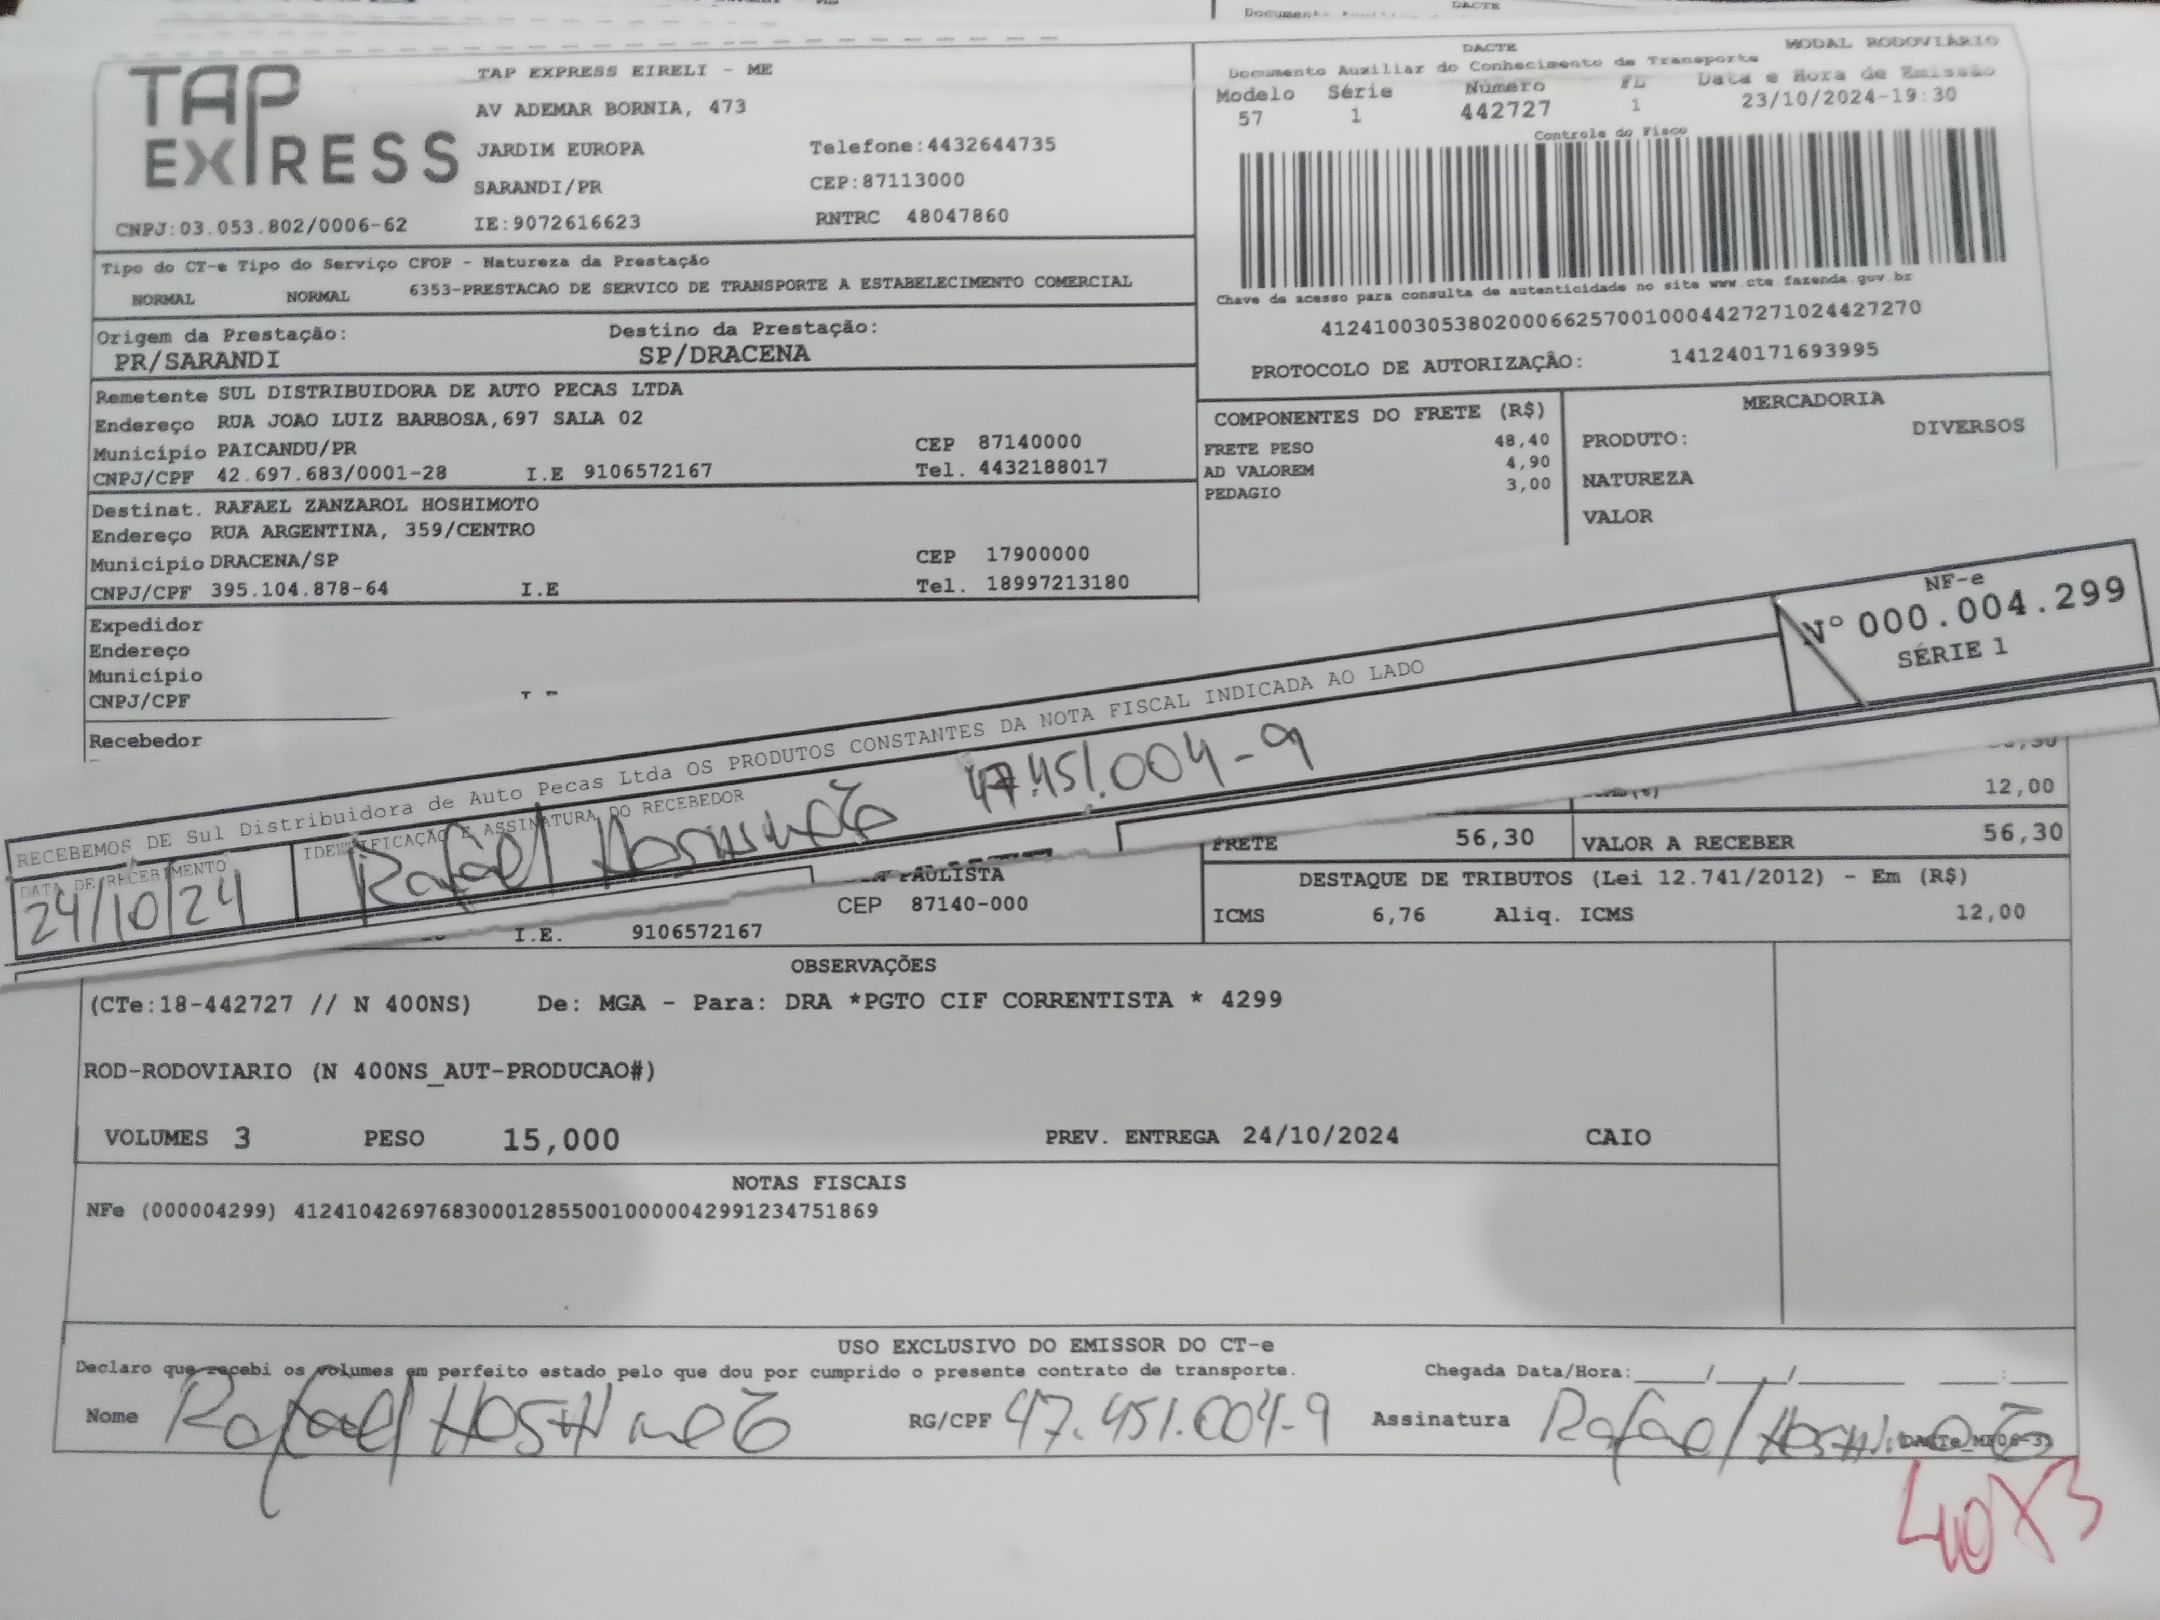 DACTE
TAP EXPRESS
TAP EXPRESS EIRELI - ME
AV ADEMAR BORNIA, 473
JARDIM EUROPA Telefone:4432644735
SARANDI/PR CEP:87113000
CNPJ:03.053.802/0006-62 IE:9072616623 RNTRC 48047860
DACTE MODAL RODOVIÁRIO
Documento Auxiliar do Conhecimento de Transporte
Modelo Série Número FL Data e Hora de Emissão
57 1 442727 1 23/10/2024-19:30
Controle do Fisco
Chave de acesso para consulta de autenticidade no site www.cte.fazenda.gov.br
41241003053802000662570010004427271024427270
PROTOCOLO DE AUTORIZAÇÃO: 141240171693995
Tipo do CT-e Tipo do Serviço CFOP - Natureza da Prestação
NORMAL NORMAL 6353-PRESTACAO DE SERVICO DE TRANSPORTE A ESTABELECIMENTO COMERCIAL
Origem da Prestação: Destino da Prestação:
PR/SARANDI SP/DRACENA
Remetente SUL DISTRIBUIDORA DE AUTO PECAS LTDA
Endereço RUA JOAO LUIZ BARBOSA,697 SALA 02
Município PAICANDU/PR CEP 87140000
CNPJ/CPF 42.697.683/0001-28 I.E 9106572167 Tel. 4432188017
Destinat. RAFAEL ZANZAROL HOSHIMOTO
Endereço RUA ARGENTINA, 359/CENTRO
Município DRACENA/SP CEP 17900000
CNPJ/CPF 395.104.878-64 I.E Tel. 18997213180
COMPONENTES DO FRETE (R$)
FRETE PESO 48,40
AD VALOREM 4,90
PEDAGIO 3,00
MERCADORIA
PRODUTO: DIVERSOS
NATUREZA
VALOR
Expedidor
Endereço
Município
CNPJ/CPF
Recebedor
NF-e
Nº 000.004.299
SÉRIE 1
RECEBEMOS DE Sul Distribuidora de Auto Pecas Ltda OS PRODUTOS CONSTANTES DA NOTA FISCAL INDICADA AO LADO
DATA DE RECEBIMENTO IDENTIFICAÇÃO E ASSINATURA DO RECEBEDOR
24/10/24 Rafael Hoshimoto 47.451.004-9
12,00
FRETE 56,30 VALOR A RECEBER 56,30
PAULISTA
CEP 87140-000
I.E. 9106572167
DESTAQUE DE TRIBUTOS (Lei 12.741/2012) - Em (R$)
ICMS 6,76 Aliq. ICMS 12,00
OBSERVAÇÕES
(CTe:18-442727 // N 400NS) De: MGA - Para: DRA *PGTO CIF CORRENTISTA * 4299
ROD-RODOVIARIO (N 400NS_AUT-PRODUCAO#)
VOLUMES 3 PESO 15,000 PREV. ENTREGA 24/10/2024 CAIO
NOTAS FISCAIS
NFe (000004299) 41241042697683000128550010000042991234751869
USO EXCLUSIVO DO EMISSOR DO CT-e
Declaro que recebi os volumes em perfeito estado pelo que dou por cumprido o presente contrato de transporte. Chegada Data/Hora:____/____/______ ____:____
Nome Rafael Hoshimoto RG/CPF 47.451.004-9 Assinatura Rafael Hoshimoto
40x3